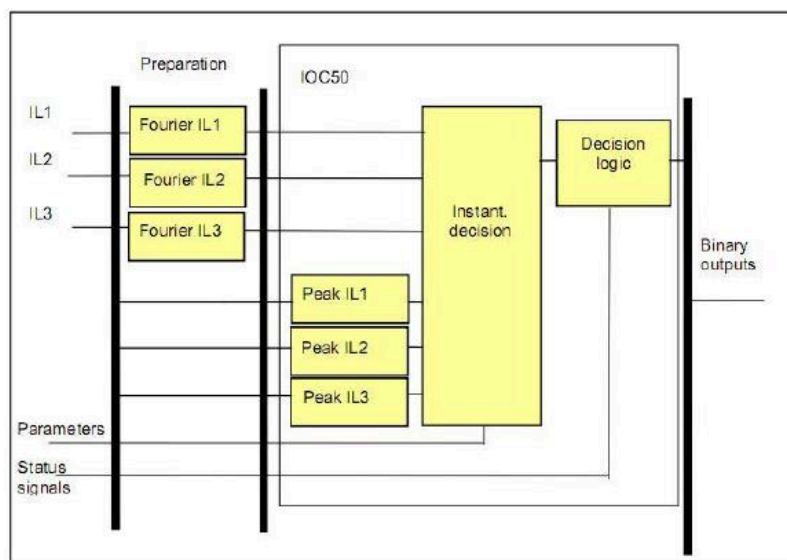 Preparation
IOC50
IL1
Fourier IL1
IL2
Fourier IL2
IL3
Fourier IL3
Decision
logic
Instant.
decision
Binary
outputs
Peak IL1
Peak IL2
Peak IL3
Parameters
Status
signals